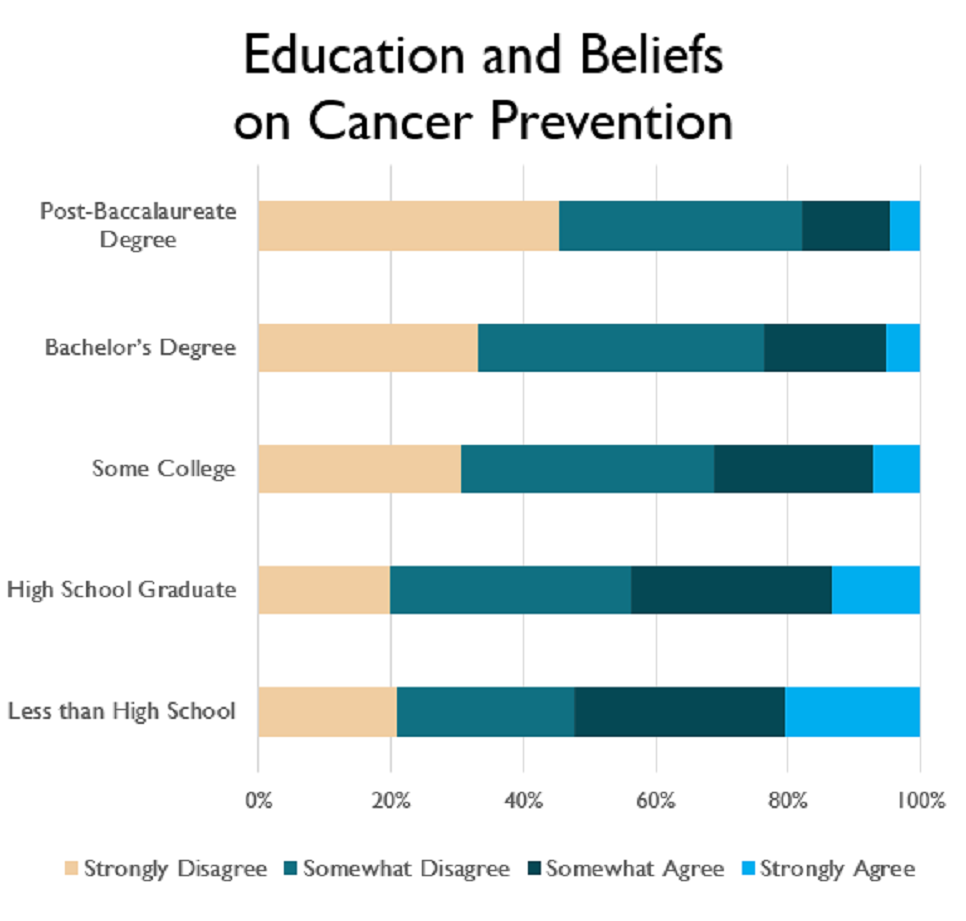 Education and Beliefs
on Cancer Prevention
Post-Baccalaureate
Degree
Bachelor’s Degree
Some College
High School Graduate
Less than High School
0% 20% 40% 60% 80% 100%
Strongly Disagree Somewhat Disagree Somewhat Agree Strongly Agree